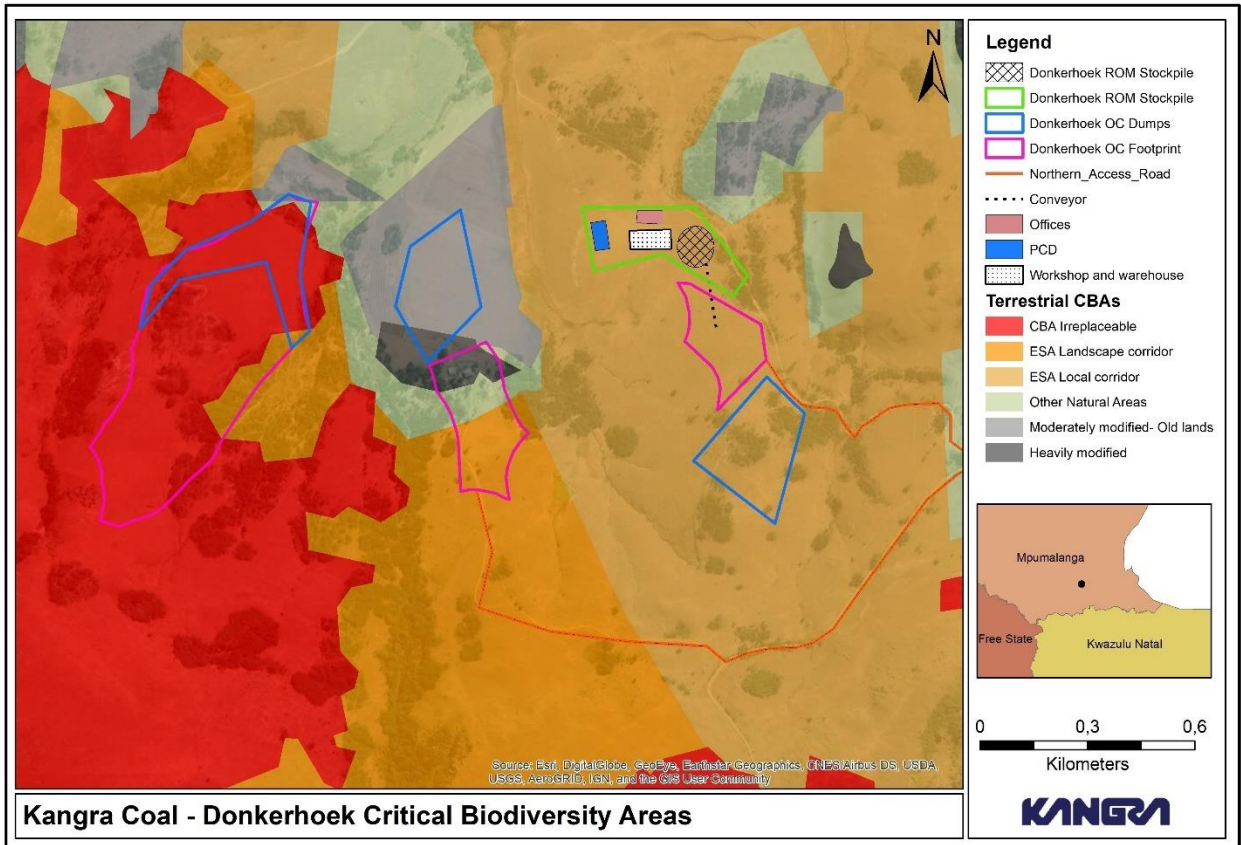 N
Source: Esri, DigitalGlobe, GeoEye, Earthstar Geographics, CNES/Airbus DS, USDA,
USGS, AeroGRID, IGN, and the GIS User Community
Kangra Coal - Donkerhoek Critical Biodiversity Areas
Legend
Donkerhoek ROM Stockpile
Donkerhoek ROM Stockpile
Donkerhoek OC Dumps
Donkerhoek OC Footprint
Northern_Access_Road
Conveyor
Offices
PCD
Workshop and warehouse
Terrestrial CBAs
CBA Irreplaceable
ESA Landscape corridor
ESA Local corridor
Other Natural Areas
Moderately modified- Old lands
Heavily modified
Mpumalanga
Free State
Kwazulu Natal
0 0,3 0,6
Kilometers
KANGRA